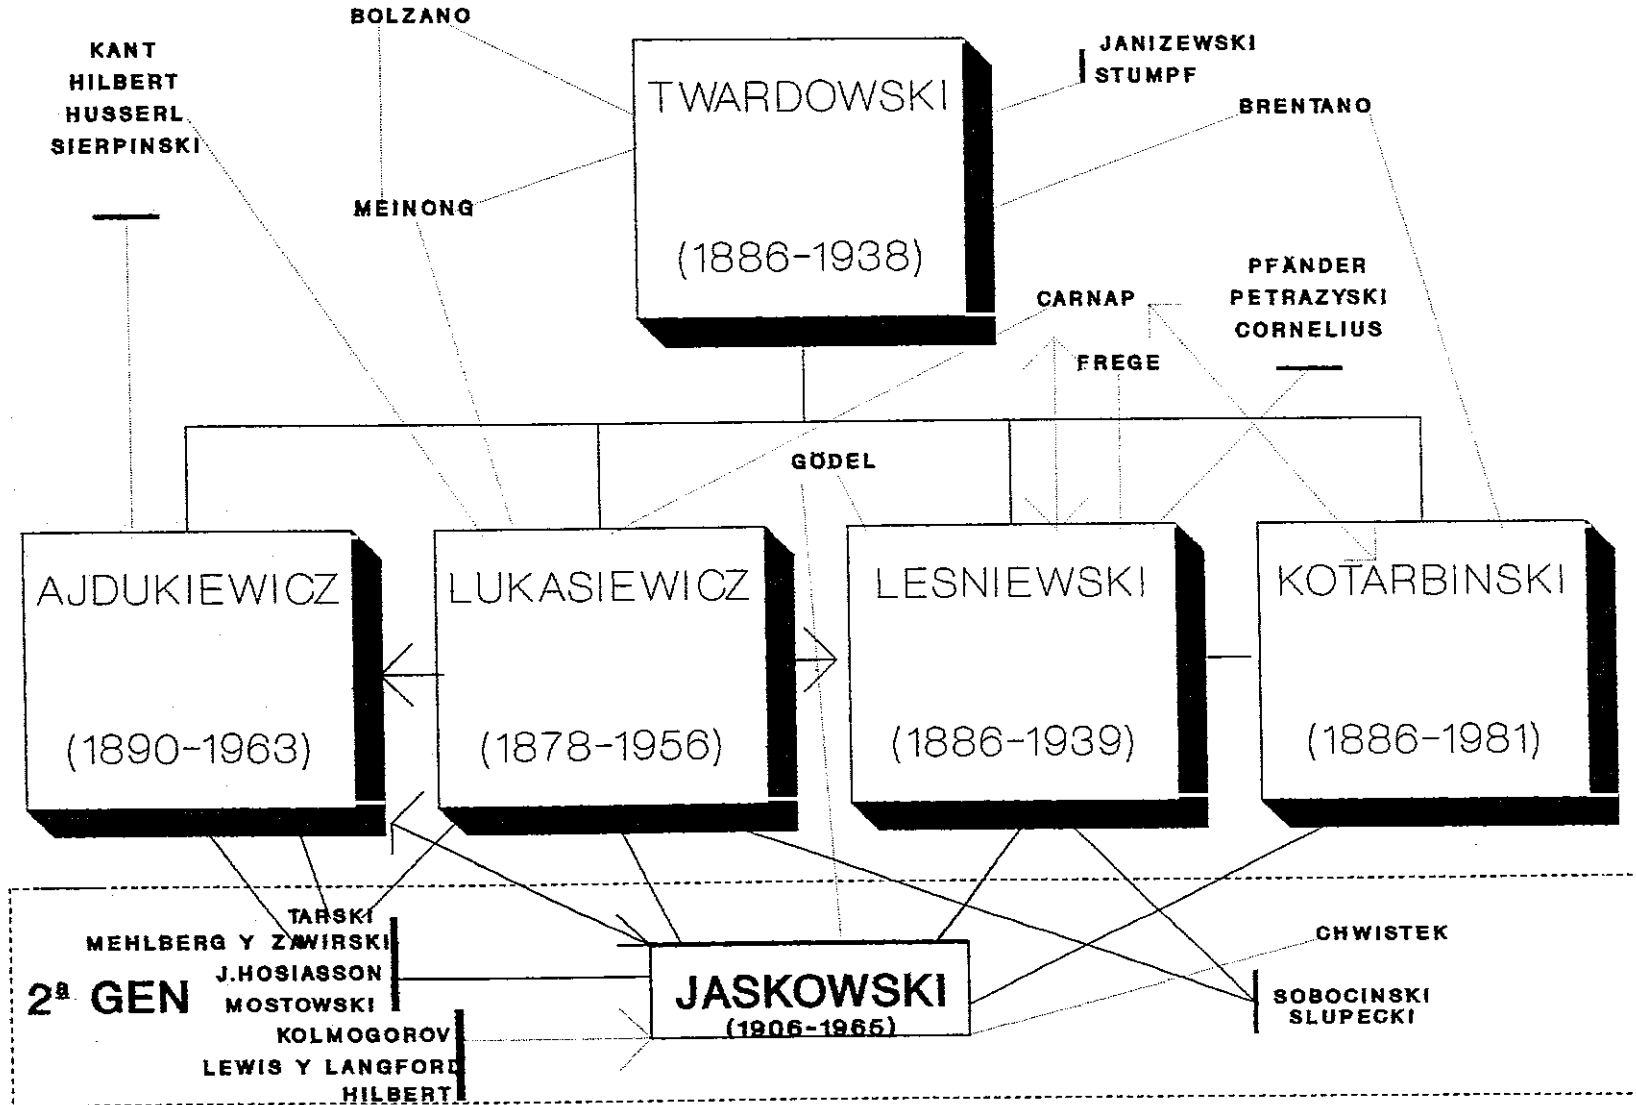 BOLZANO
KANT
HILBERT
HUSSERL
SIERPINSKI
JANIZEWSKI
STUMPF
TWARDOWSKI
BRENTANO
MEINONG
(1886-1938)
PFÄNDER
PETRAZYSKI
CORNELIUS
CARNAP
FREGE
GÖDEL
AJDUKIEWICZ
(1890-1963)
LUKASIEWICZ
(1878-1956)
LESNIEWSKI
(1886-1939)
KOTARBINSKI
(1886-1981)
2ª GEN
TARSKI
MEHLBERG Y ZAWIRSKI
J.HOSIASSON
MOSTOWSKI
KOLMOGOROV
LEWIS Y LANGFORD
HILBERT
JASKOWSKI
(1906-1965)
CHWISTEK
SOBOCINSKI
SLUPECKI